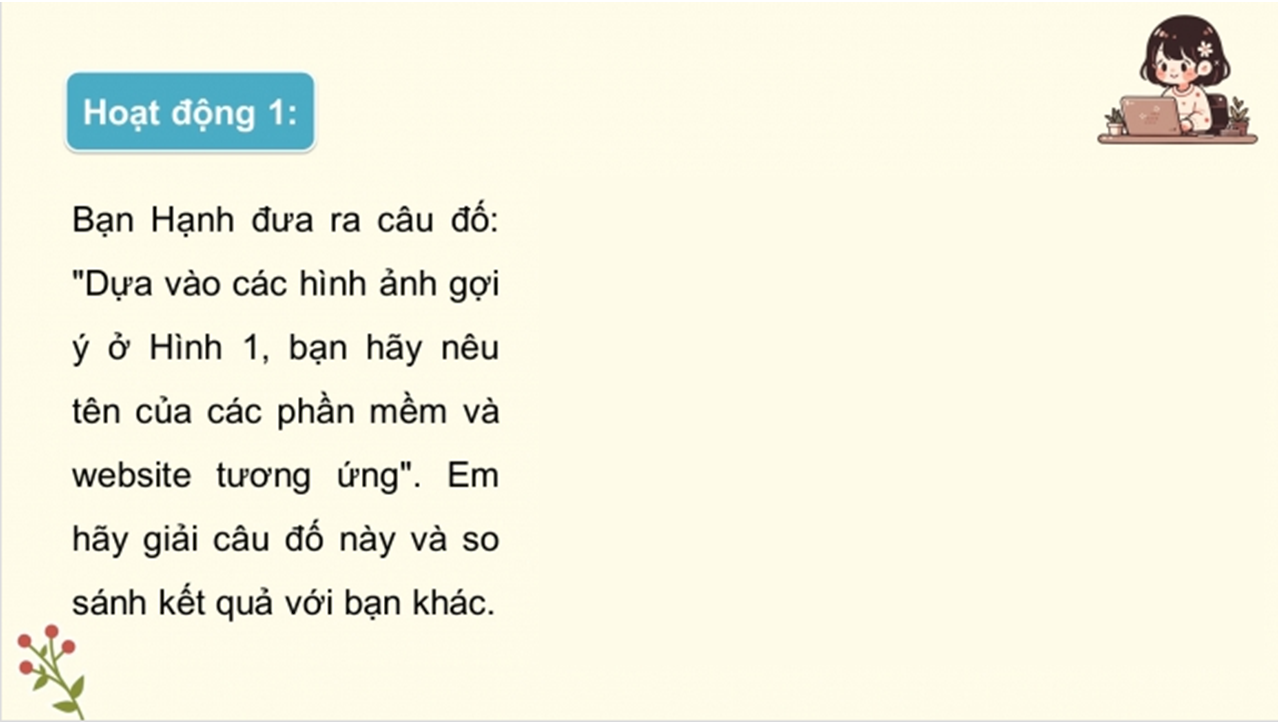 Hoạt động 1:
Bạn Hạnh đưa ra câu đố:
"Dựa vào các hình ảnh gợi
ý ở Hình 1, bạn hãy nêu
tên của các phần mềm và
website tương ứng". Em
hãy giải câu đố này và so
sánh kết quả với bạn khác.